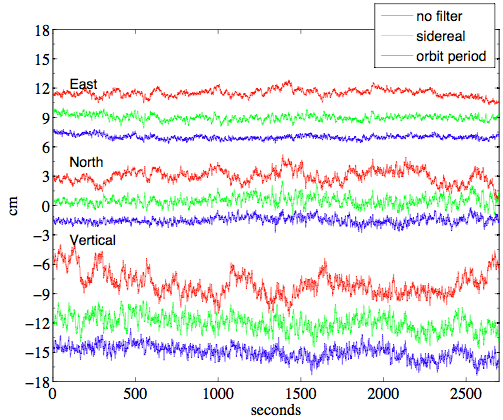 no filter
sidereal
orbit period
18
15
12
9
6
3
0
−3
−6
−9
−12
−15
−18
cm
East
North
Vertical
0
500
1000
1500
2000
2500
seconds